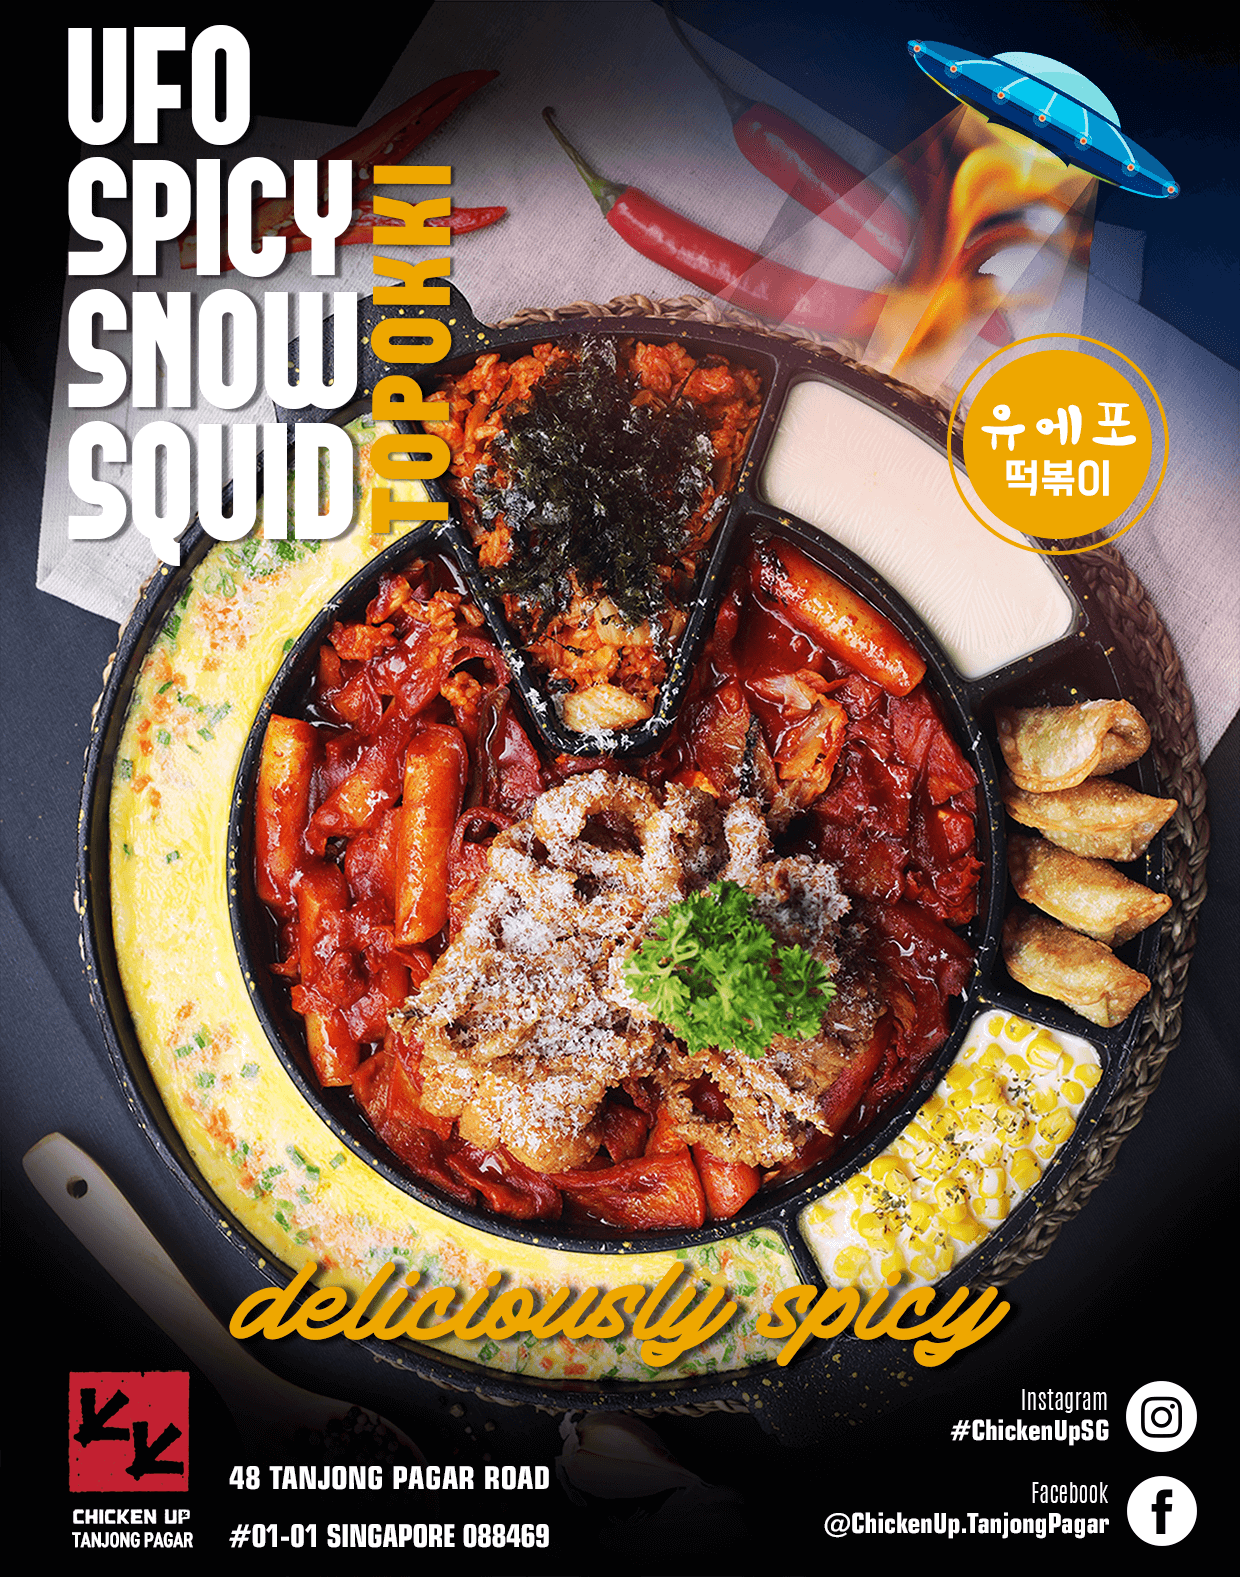 UFO
SPICY
SNOW
SQUID
TOPOKKI
유에포
떡볶이
deliciously spicy
CHICKEN UP
TANJONG PAGAR
48 TANJONG PAGAR ROAD
#01-01 SINGAPORE 088469
Instagram
#ChickenUpSG
Facebook
@ChickenUp.TanjongPagar